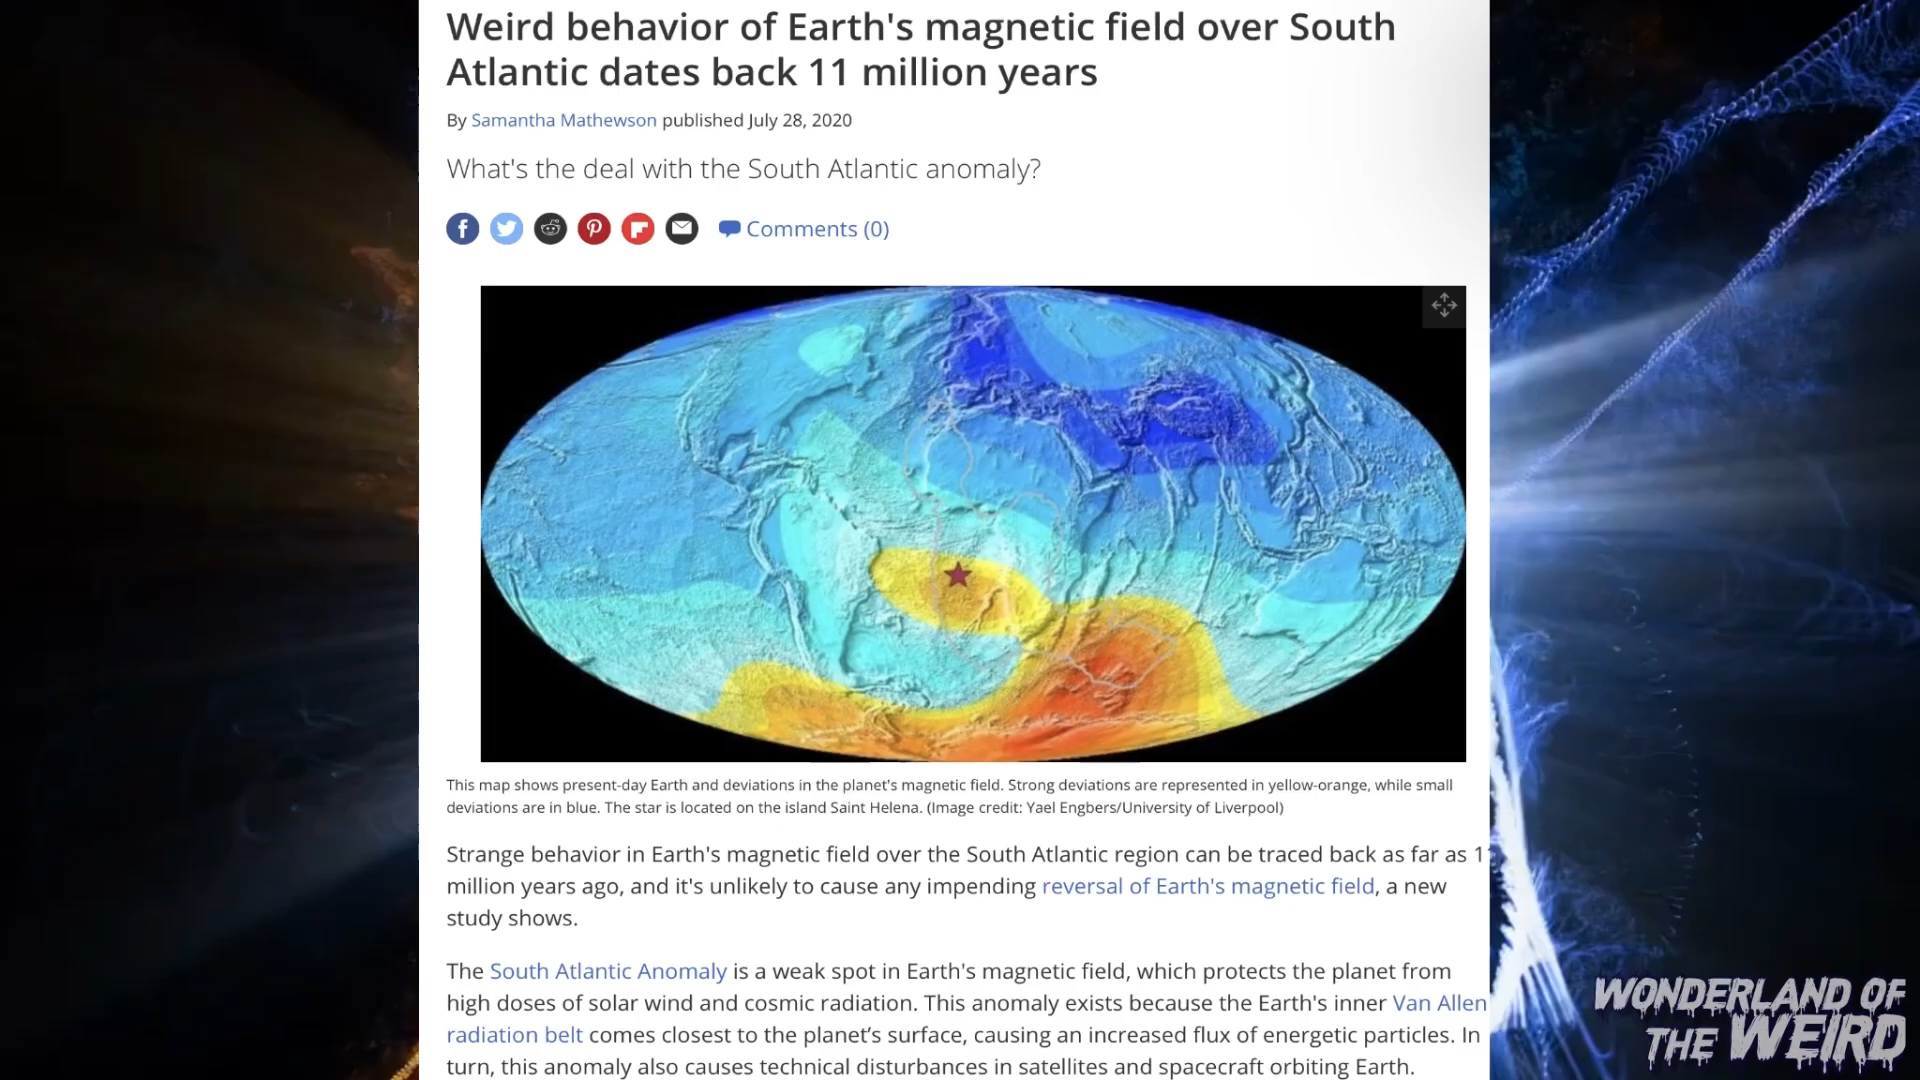 Weird behavior of Earth's magnetic field over South
Atlantic dates back 11 million years
By Samantha Mathewson published July 28, 2020
What's the deal with the South Atlantic anomaly?
Comments (0)
This map shows present-day Earth and deviations in the planet's magnetic field. Strong deviations are represented in yellow-orange, while small
deviations are in blue. The star is located on the island Saint Helena. (Image credit: Yael Engbers/University of Liverpool)
Strange behavior in Earth's magnetic field over the South Atlantic region can be traced back as far as 11
million years ago, and it's unlikely to cause any impending reversal of Earth's magnetic field, a new
study shows.
The South Atlantic Anomaly is a weak spot in Earth's magnetic field, which protects the planet from
high doses of solar wind and cosmic radiation. This anomaly exists because the Earth's inner Van Allen
radiation belt comes closest to the planet’s surface, causing an increased flux of energetic particles. In
turn, this anomaly also causes technical disturbances in satellites and spacecraft orbiting Earth.
WONDERLAND OF
THE WEIRD